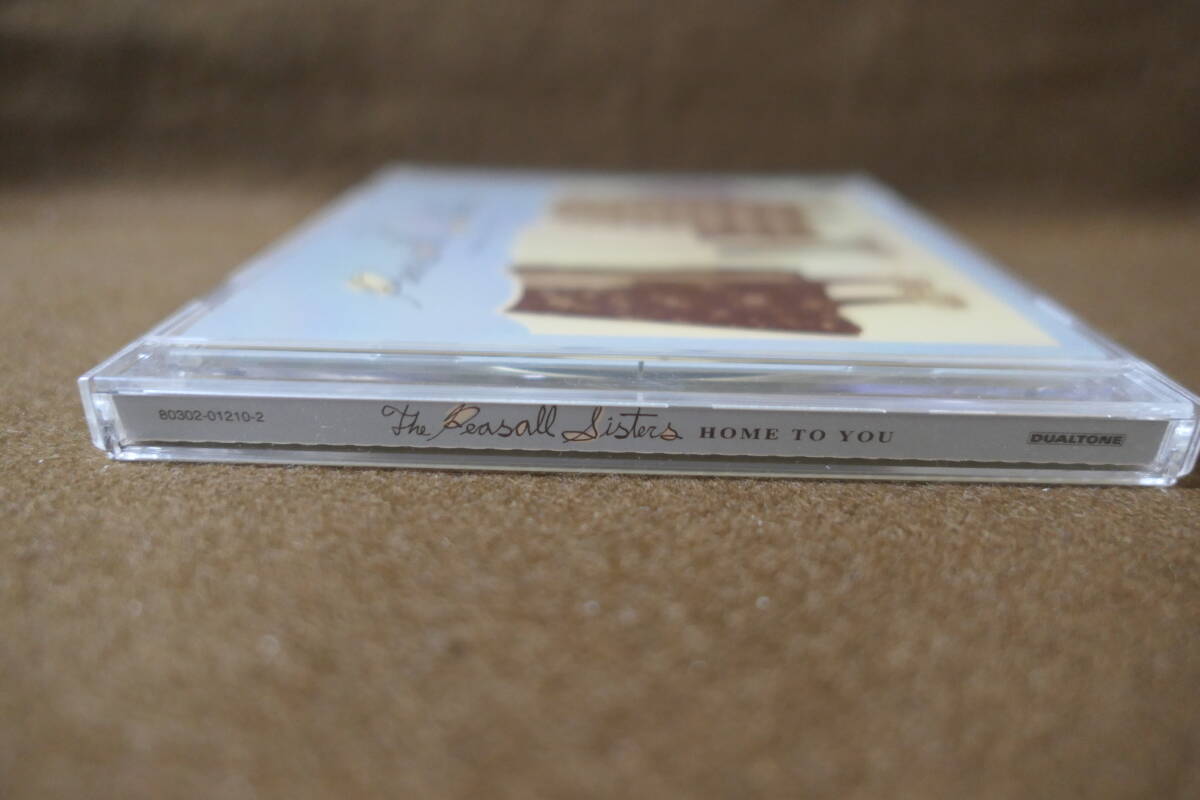 80302-01210-2 The Peasall Sisters HOME TO YOU DUALTONE